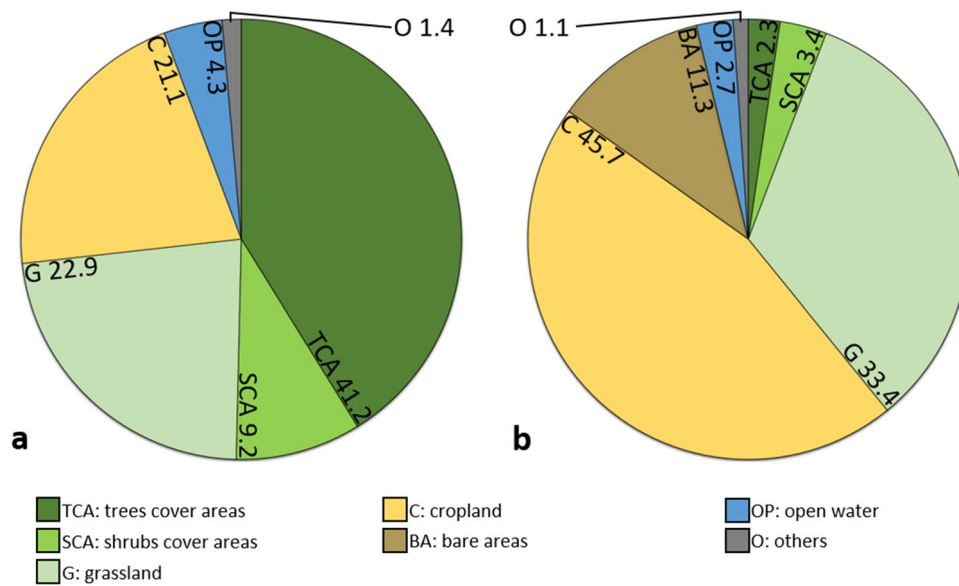 O 1.4
TCA 41.2
SCA 9.2
G 22.9
C 21.1
OP 4.3
a
O 1.1
TCA 2.3
SCA 3.4
G 33.4
C 45.7
BA 11.3
OP 2.7
b
TCA: trees cover areas
SCA: shrubs cover areas
G: grassland
C: cropland
BA: bare areas
OP: open water
O: others